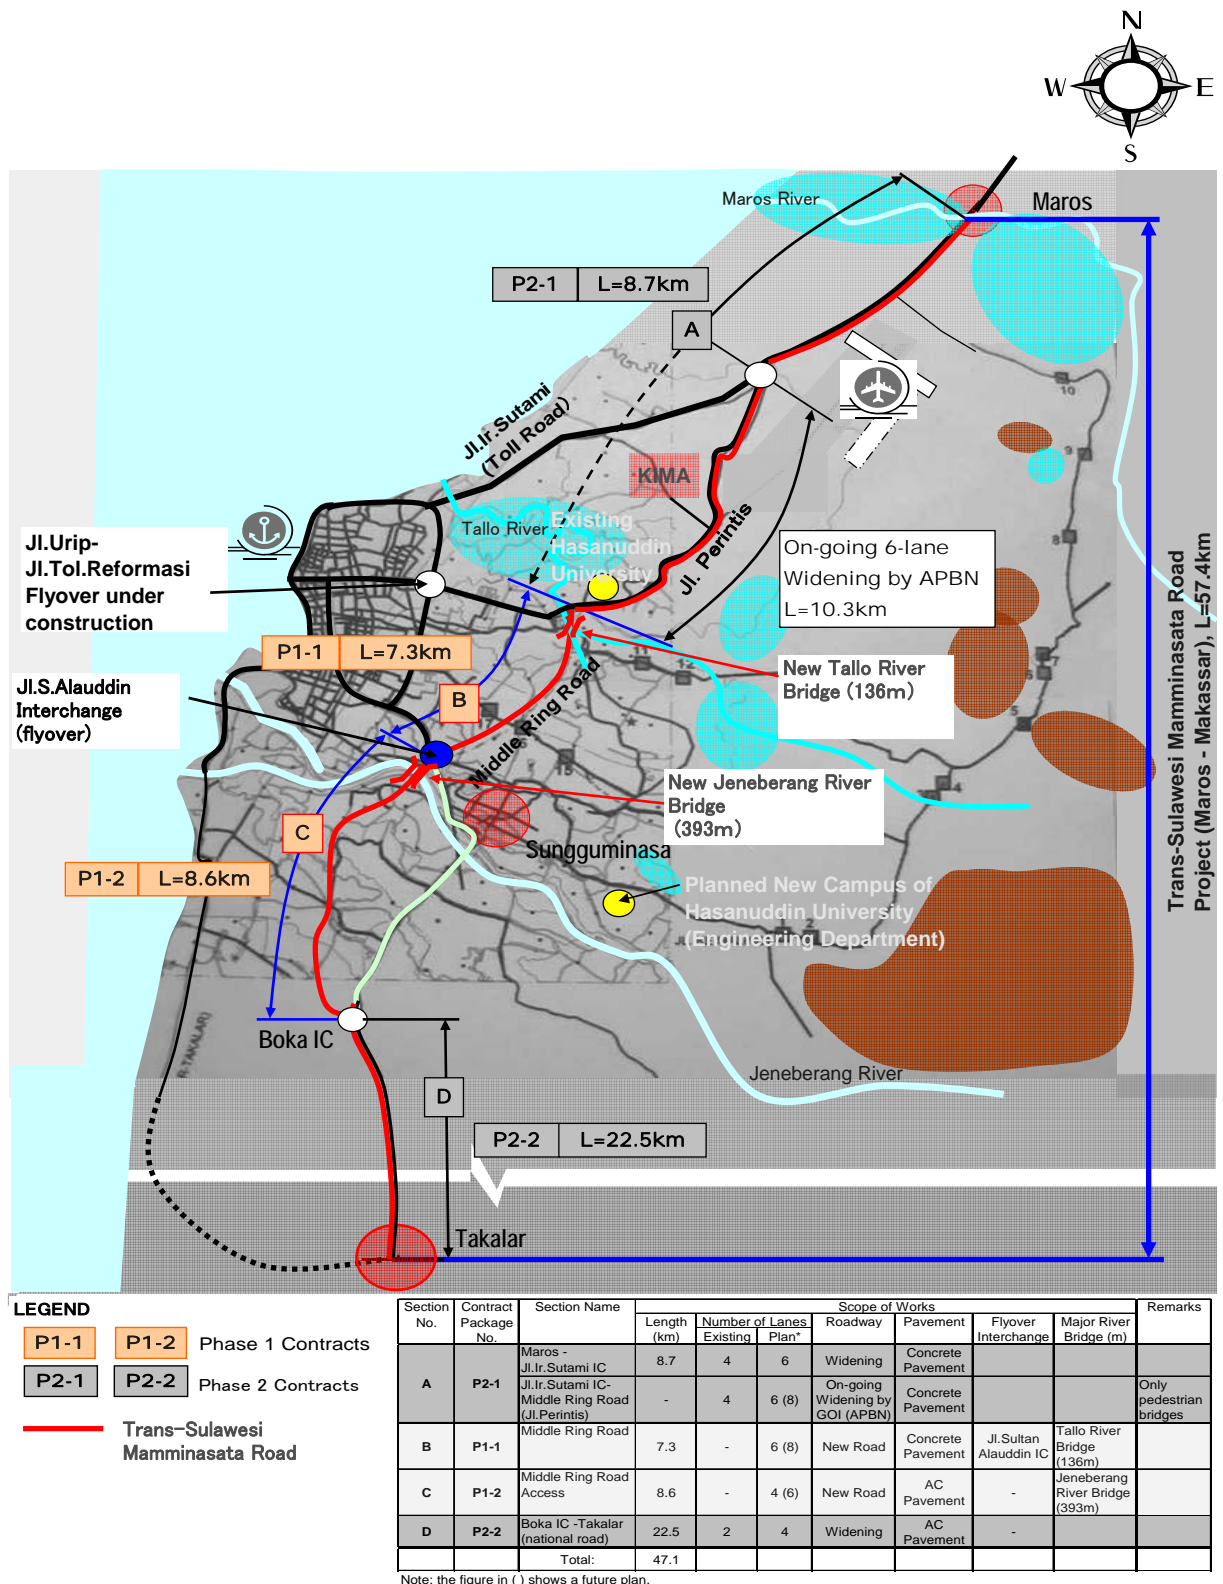 N
W
E
S
Maros River
Maros
P2-1 L=8.7km
A
10
9
8
Jl.Ir.Sutami
(Toll Road)
KIMA
Tallo River
Existing
Hasanuddin
University
Jl. Perintis
On-going 6-lane
Widening by APBN
L=10.3km
Jl.Urip-
Jl.Tol.Reformasi
Flyover under
construction
P1-1 L=7.3km
Jl.S.Alauddin
Interchange
(flyover)
B
Middle Ring Road
11
12
7
6
5
4
New Tallo River
Bridge (136m)
New Jeneberang River
Bridge
(393m)
C
Sungguminasa
P1-2 L=8.6km
Planned New Campus of
Hasanuddin University
(Engineering Department)
Trans-Sulawesi Mamminasata Road
Project (Maros - Makassar), L=57.4km
R-TAKALAR)
Boka IC
Jeneberang River
D
P2-2 L=22.5km
Takalar
LEGEND
P1-1 P1-2 Phase 1 Contracts
P2-1 P2-2 Phase 2 Contracts
Trans-Sulawesi
Mamminasata Road
Section No. Contract Package No. Section Name Scope of Works Remarks
Length (km) Number of Lanes Roadway Pavement Flyover Interchange Major River Bridge (m)
Existing Plan*
A P2-1 Maros - Jl.Ir.Sutami IC 8.7 4 6 Widening Concrete Pavement
Jl.Ir.Sutami IC- Middle Ring Road (Jl.Perintis) - 4 6 (8) On-going Widening by GOI (APBN) Concrete Pavement Only pedestrian bridges
B P1-1 Middle Ring Road 7.3 - 6 (8) New Road Concrete Pavement Jl.Sultan Alauddin IC Tallo River Bridge (136m)
C P1-2 Middle Ring Road Access 8.6 - 4 (6) New Road AC Pavement - Jeneberang River Bridge (393m)
D P2-2 Boka IC -Takalar (national road) 22.5 2 4 Widening AC Pavement -
Total: 47.1
Note: the figure in ( ) shows a future plan.